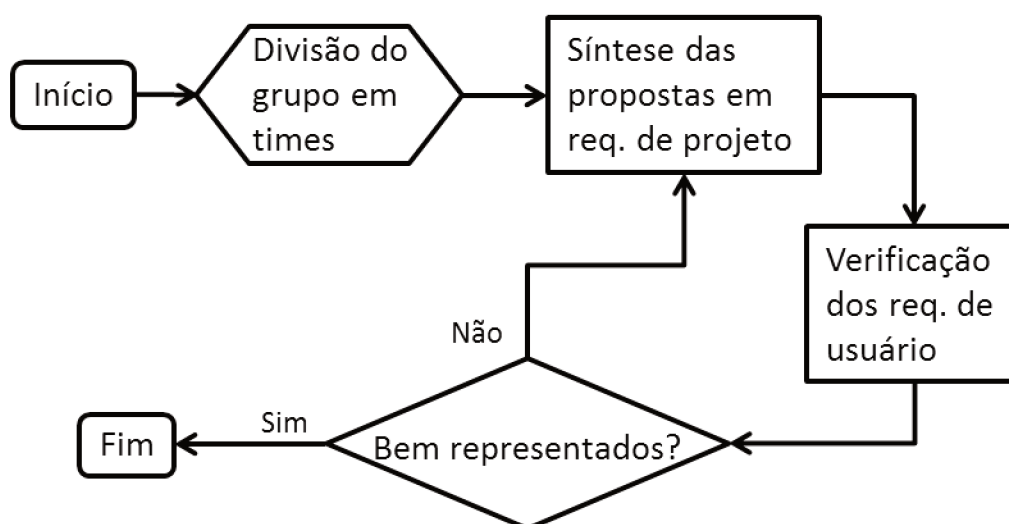 Início
Divisão do
grupo em
times
Síntese das
propostas em
req. de projeto
Verificação
dos req. de
usuário
Bem representados?
Não
Sim
Fim